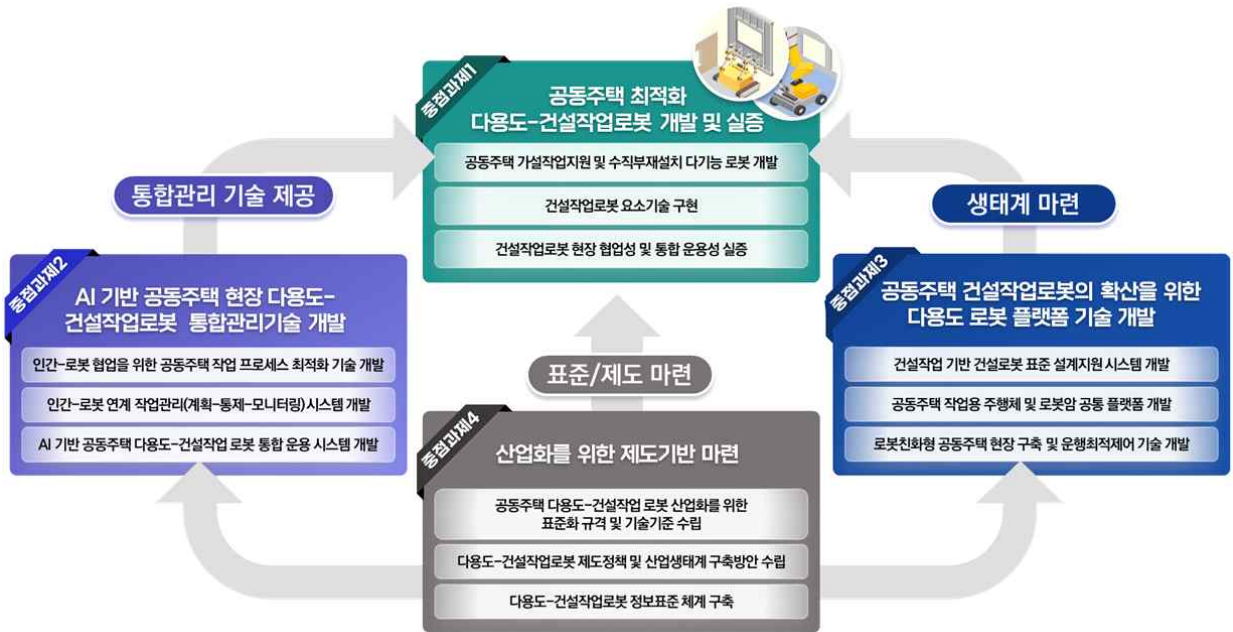 중점과제1
공동주택 최적화
다용도-건설작업로봇 개발 및 실증
공동주택 가설작업지원 및 수직부재설치 다기능 로봇 개발
건설작업로봇 요소기술 구현
건설작업로봇 현장 협업성 및 통합 운용성 실증
통합관리 기술 제공
생태계 마련
중점과제2
AI 기반 공동주택 현장 다용도-
건설작업로봇 통합관리기술 개발
인간-로봇 협업을 위한 공동주택 작업 프로세스 최적화 기술 개발
인간-로봇 연계 작업관리(계획-통제-모니터링)시스템 개발
AI 기반 공동주택 다용도-건설작업 로봇 통합 운용 시스템 개발
중점과제3
공동주택 건설작업로봇의 확산을 위한
다용도 로봇 플랫폼 기술 개발
건설작업 기반 건설로봇 표준 설계지원 시스템 개발
공동주택 작업용 주행체 및 로봇암 공통 플랫폼 개발
로봇친화형 공동주택 현장 구축 및 운행최적제어 기술 개발
표준/제도 마련
중점과제4
산업화를 위한 제도기반 마련
공동주택 다용도-건설작업 로봇 산업화를 위한
표준화 규격 및 기술기준 수립
다용도-건설작업로봇 제도정책 및 산업생태계 구축방안 수립
다용도-건설작업로봇 정보표준 체계 구축